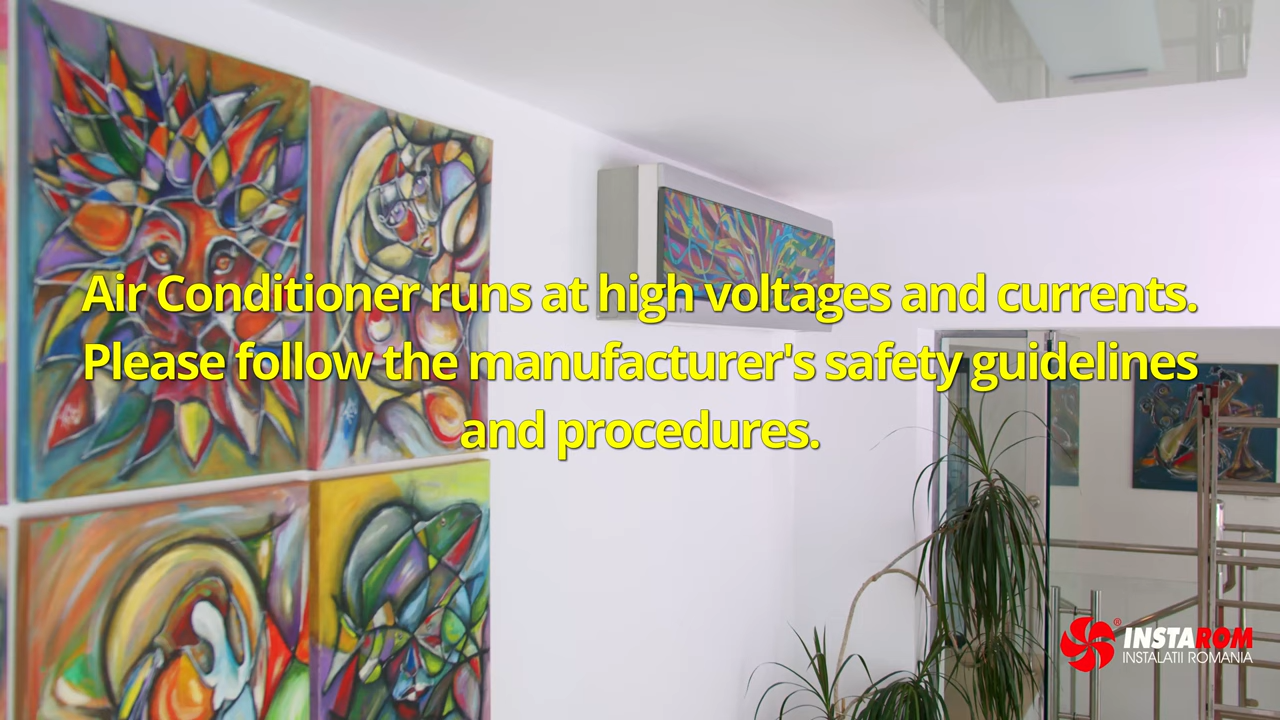 Air Conditioner runs at high voltages and currents.
Please follow the manufacturer's safety guidelines
and procedures.
® INSTAROM
INSTALATII ROMANIA